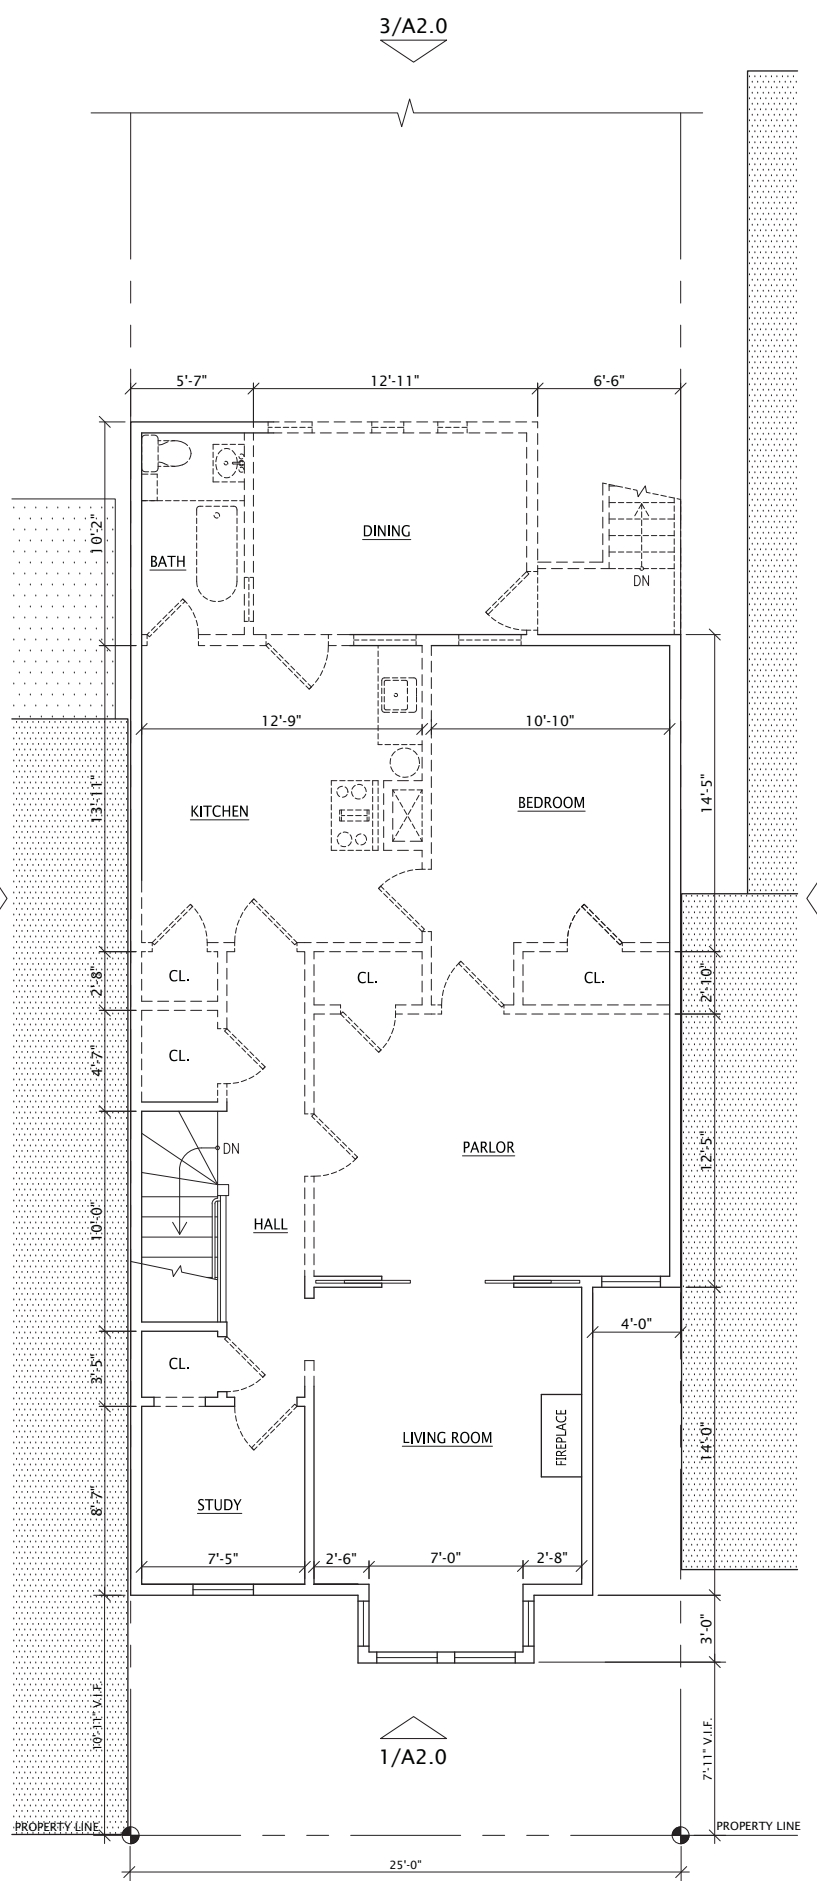 3/A2.0
5'-7"
12'-11"
6'-6"
10'-2"
DINING
BATH
DN
12'-9"
10'-10"
13'-11"
14'-5"
KITCHEN
BEDROOM
CL.
CL.
CL.
2'-8"
2'-10"
CL.
4'-7"
DN
PARLOR
12'-5"
10'-0"
HALL
4'-0"
CL.
3'-5"
LIVING ROOM
FIREPLACE
14'-0"
8'-7"
STUDY
7'-5"
2'-6"
7'-0"
2'-8"
3'-0"
10'-11" V.I.F.
7'-11" V.I.F.
1/A2.0
PROPERTY LINE
PROPERTY LINE
25'-0"